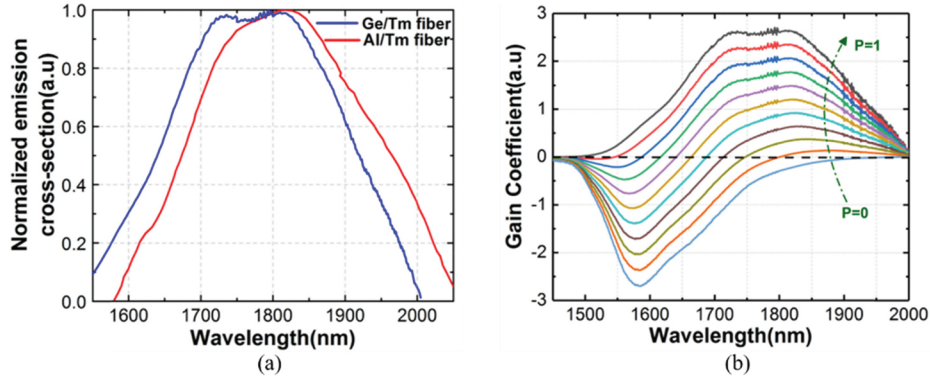 1.0
0.8
0.6
0.4
0.2
0.0
Normalized emission
cross-section(a.u)
Ge/Tm fiber
Al/Tm fiber
1600 1700 1800 1900 2000
Wavelength(nm)
(a)
3
2
1
0
-1
-2
-3
Gain Coefficient(a.u)
P=1
P=0
1500 1600 1700 1800 1900 2000
Wavelength(nm)
(b)